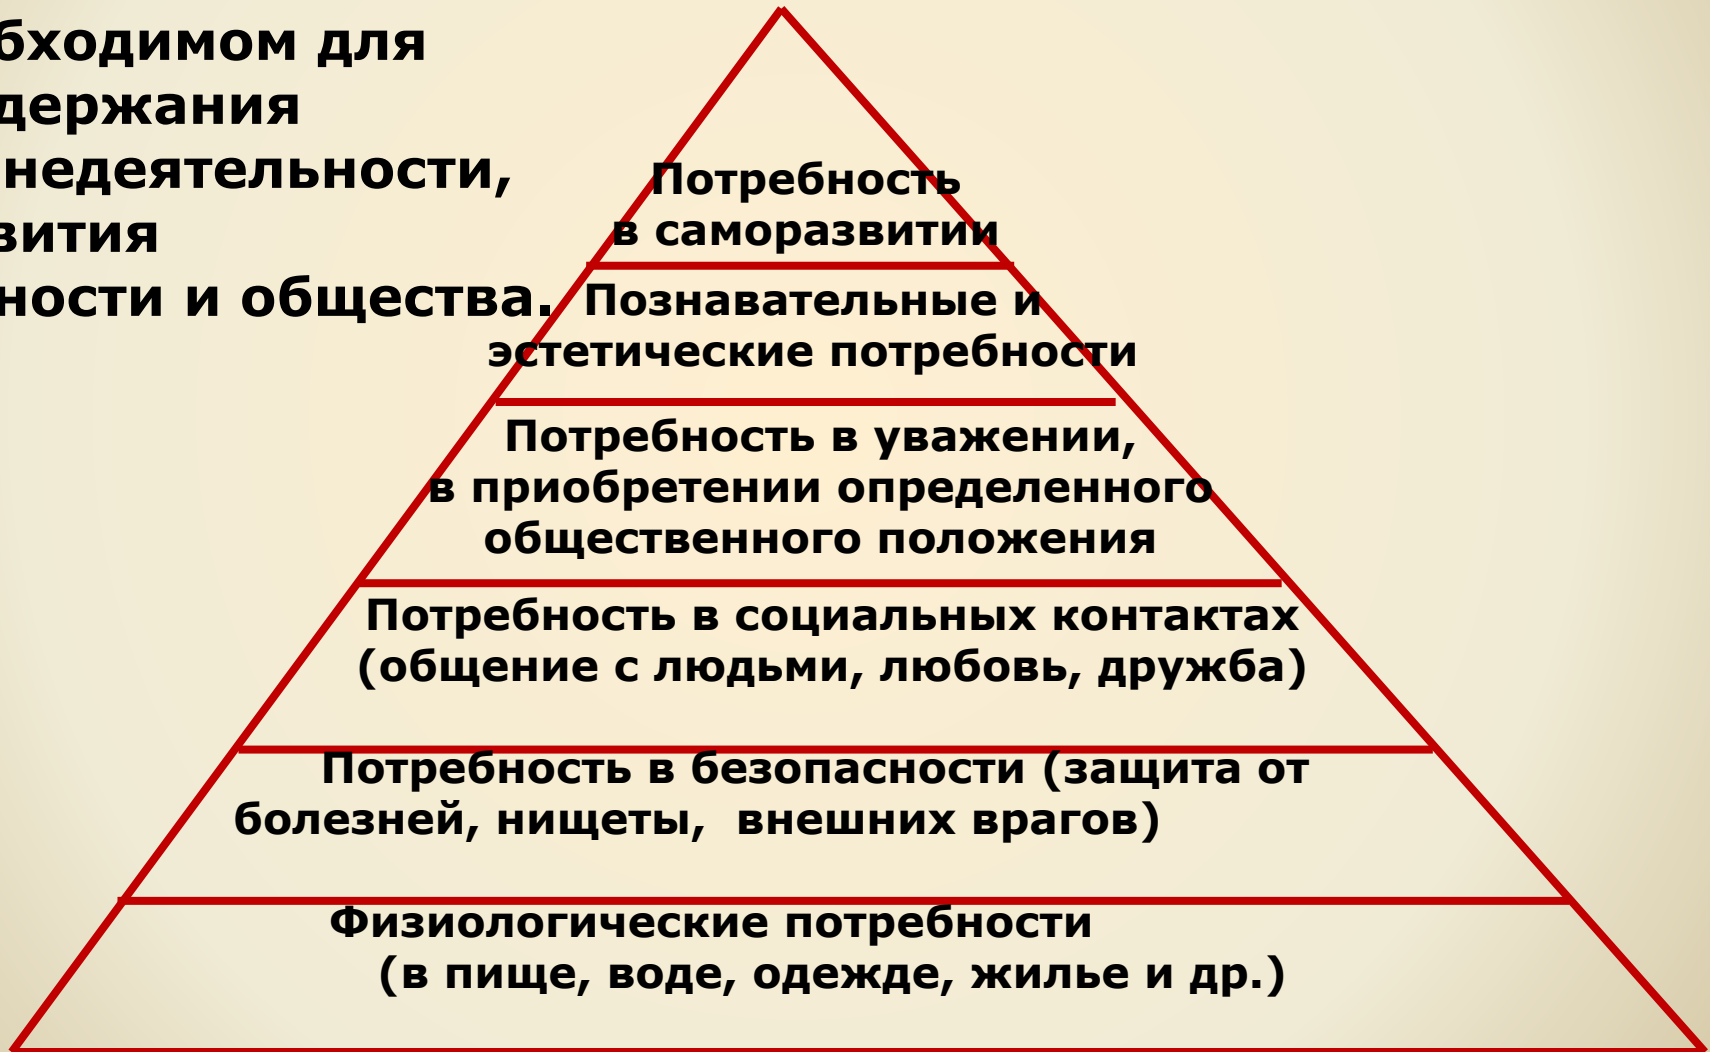 бходимом для
держания
недеятельности,
вития
ности и общества.
Потребность
в саморазвитии
Познавательные и
эстетические потребности
Потребность в уважении,
в приобретении определенного
общественного положения
Потребность в социальных контактах
(общение с людьми, любовь, дружба)
Потребность в безопасности (защита от
болезней, нищеты, внешних врагов)
Физиологические потребности
(в пище, воде, одежде, жилье и др.)